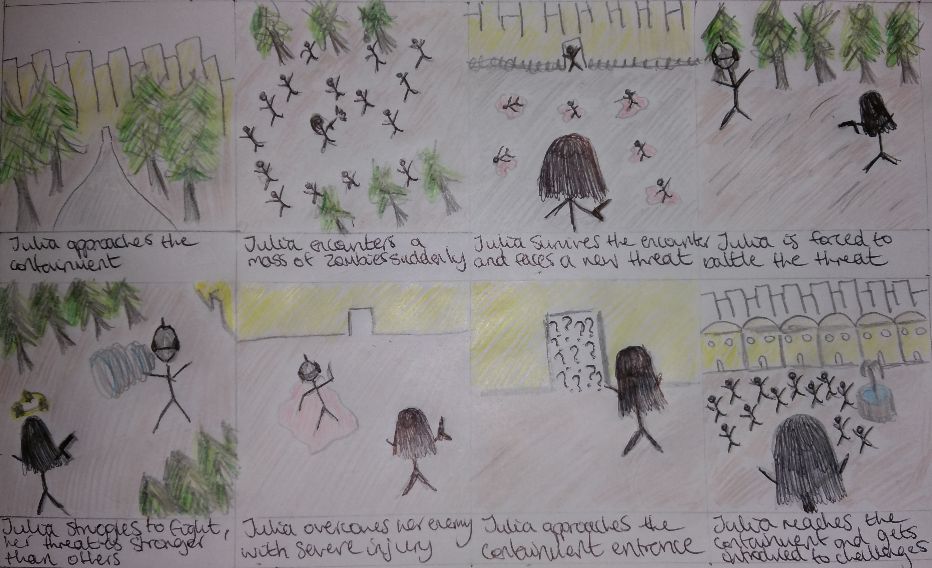 Julia approaches the
containment
Julia encounters a
mass of zombies suddenly
Julia survives the encounter
and faces a new threat
Julia is forced to
battle the threat
? ? ?
? ? ?
? ? ?
Julia struggles to fight,
her threat is stronger
than others
Julia overcomes her enemy
with severe injury
Julia approaches the
containment entrance
Julia reaches the
containment and gets
to challenges